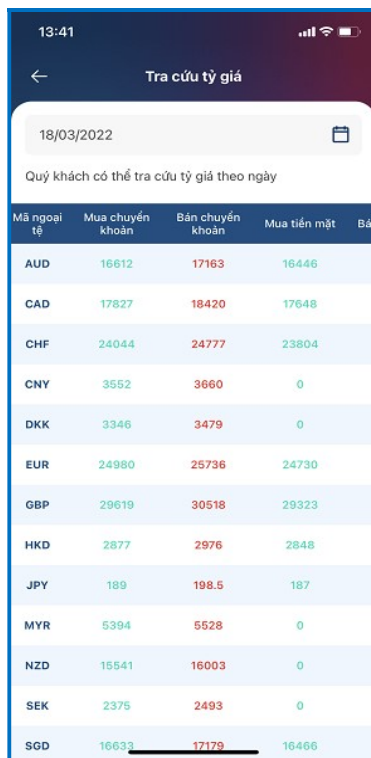 13:41
Tra cứu tỷ giá
18/03/2022
Quý khách có thể tra cứu tỷ giá theo ngày
Mã ngoại tệ Mua chuyển khoản Bán chuyển khoản Mua tiền mặt Bá
AUD 16612 17163 16446
CAD 17827 18420 17648
CHF 24044 24777 23804
CNY 3552 3660 0
DKK 3346 3479 0
EUR 24980 25736 24730
GBP 29619 30518 29323
HKD 2877 2976 2848
JPY 189 198.5 187
MYR 5394 5528 0
NZD 15541 16003 0
SEK 2375 2493 0
SGD 16633 17179 16466